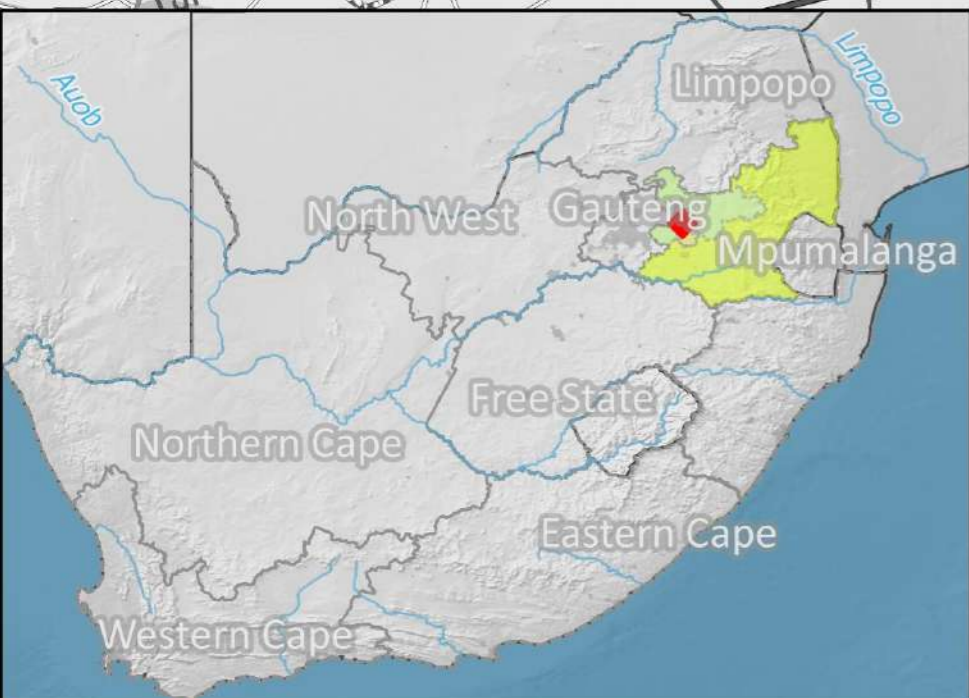 Auob
Limpopo
Limpopo
North West
Gauteng
Mpumalanga
Free State
Northern Cape
Eastern Cape
Western Cape